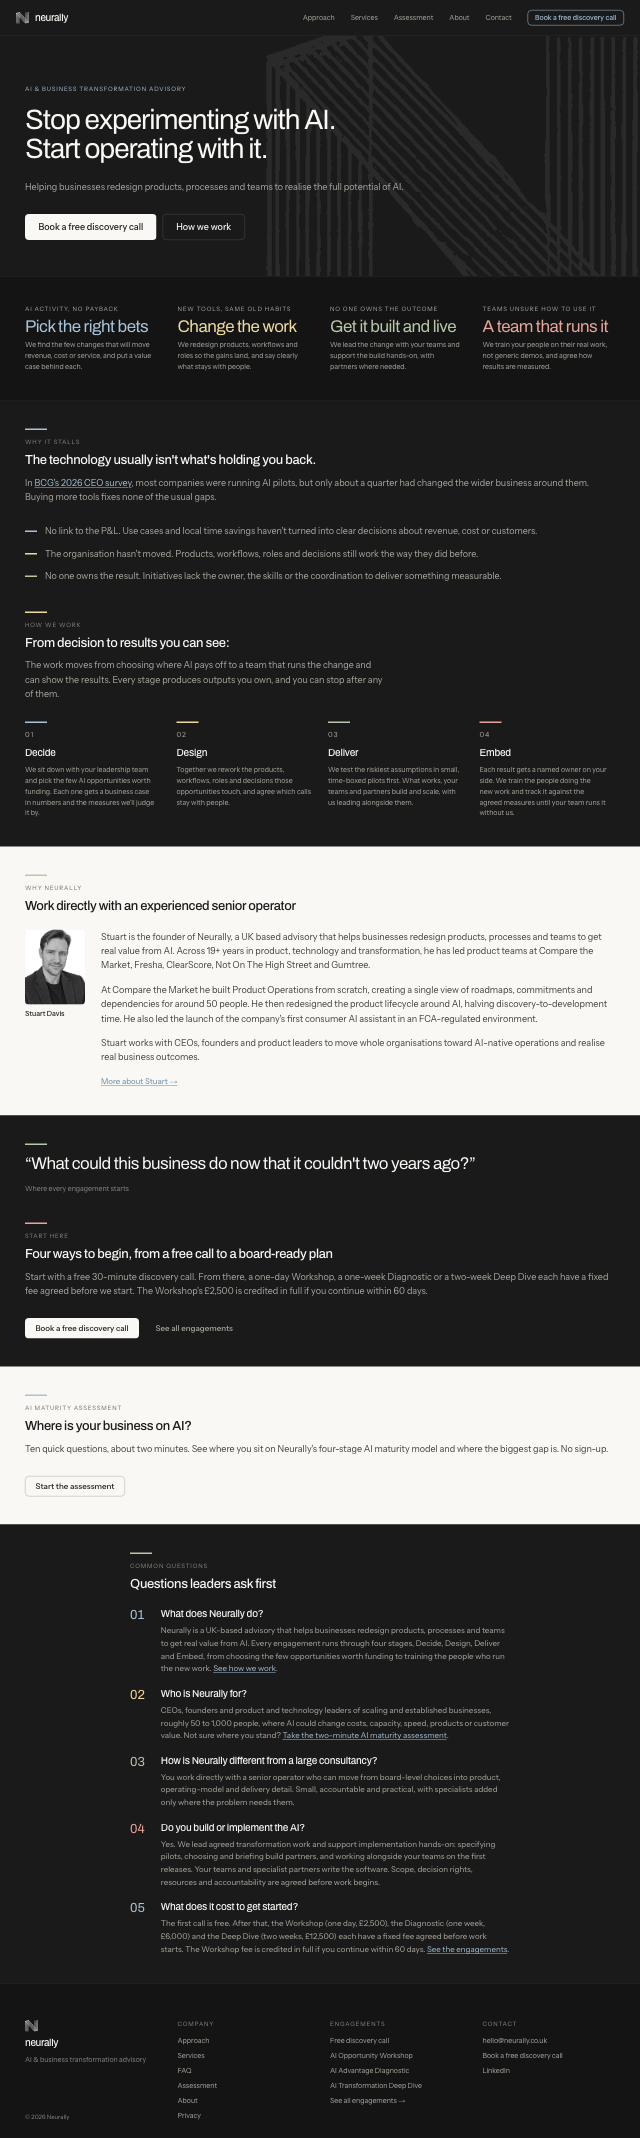 neurally
Approach
Services
Assessment
About
Contact
Book a free discovery call
AI & BUSINESS TRANSFORMATION ADVISORY
Stop experimenting with AI.
Start operating with it.
Helping businesses redesign products, processes and teams to realise the full potential of AI.
Book a free discovery call
How we work
AI ACTIVITY, NO PAYBACK
Pick the right bets
We find the few changes that will move
revenue, cost or service, and put a value
case behind each.
NEW TOOLS, SAME OLD HABITS
Change the work
We redesign products, workflows and
roles so the gains land, and say clearly
what stays with people.
NO ONE OWNS THE OUTCOME
Get it built and live
We lead the change with your teams and
support the build hands-on, with
partners where needed.
TEAMS UNSURE HOW TO USE IT
A team that runs it
We train your people on their real work,
not generic demos, and agree how
results are measured.
WHY IT STALLS
The technology usually isn't what's holding you back.
In BCG's 2026 CEO survey, most companies were running AI pilots, but only about a quarter had changed the wider business around them.
Buying more tools fixes none of the usual gaps.
No link to the P&L. Use cases and local time savings haven't turned into clear decisions about revenue, cost or customers.
The organisation hasn't moved. Products, workflows, roles and decisions still work the way they did before.
No one owns the result. Initiatives lack the owner, the skills or the coordination to deliver something measurable.
HOW WE WORK
From decision to results you can see:
The work moves from choosing where AI pays off to a team that runs the change and
can show the results. Every stage produces outputs you own, and you can stop after any
of them.
01
Decide
We sit down with your leadership team
and pick the few AI opportunities worth
funding. Each one gets a business case
in numbers and the measures we'll judge
it by.
02
Design
Together we rework the products,
workflows, roles and decisions those
opportunities touch, and agree which calls
stay with people.
03
Deliver
We test the riskiest assumptions in small,
time-boxed pilots first. What works, your
teams and partners build and scale, with
us leading alongside them.
04
Embed
Each result gets a named owner on your
side. We train the people doing the
new work and track it against the
agreed measures until your team runs it
without us.
WHY NEURALLY
Work directly with an experienced senior operator
Stuart Davis
Stuart is the founder of Neurally, a UK based advisory that helps businesses redesign products, processes and teams to get
real value from AI. Across 19+ years in product, technology and transformation, he has led product teams at Compare the
Market, Fresha, ClearScore, Not On The High Street and Gumtree.
At Compare the Market he built Product Operations from scratch, creating a single view of roadmaps, commitments and
dependencies for around 50 people. He then redesigned the product lifecycle around AI, halving discovery-to-development
time. He also led the launch of the company's first consumer AI assistant in an FCA-regulated environment.
Stuart works with CEOs, founders and product leaders to move whole organisations toward AI-native operations and realise
real business outcomes.
More about Stuart →
“What could this business do now that it couldn't two years ago?”
Where every engagement starts
START HERE
Four ways to begin, from a free call to a board-ready plan
Start with a free 30-minute discovery call. From there, a one-day Workshop, a one-week Diagnostic or a two-week Deep Dive each have a fixed
fee agreed before we start. The Workshop's £2,500 is credited in full if you continue within 60 days.
Book a free discovery call
See all engagements
AI MATURITY ASSESSMENT
Where is your business on AI?
Ten quick questions, about two minutes. See where you sit on Neurally's four-stage AI maturity model and where the biggest gap is. No sign-up.
Start the assessment
COMMON QUESTIONS
Questions leaders ask first
01
What does Neurally do?
Neurally is a UK-based advisory that helps businesses redesign products, processes and teams
to get real value from AI. Every engagement runs through four stages, Decide, Design, Deliver
and Embed, from choosing the few opportunities worth funding to training the people who run
the new work. See how we work.
02
Who is Neurally for?
CEOs, founders and product and technology leaders of scaling and established businesses,
roughly 50 to 1,000 people, where AI could change costs, capacity, speed, products or customer
value. Not sure where you stand? Take the two-minute AI maturity assessment.
03
How is Neurally different from a large consultancy?
You work directly with a senior operator who can move from board-level choices into product,
operating-model and delivery detail. Small, accountable and practical, with specialists added
only where the problem needs them.
04
Do you build or implement the AI?
Yes. We lead agreed transformation work and support implementation hands-on: specifying
pilots, choosing and briefing build partners, and working alongside your teams on the first
releases. Your teams and specialist partners write the software. Scope, decision rights,
resources and accountability are agreed before work begins.
05
What does it cost to get started?
The first call is free. After that, the Workshop (one day, £2,500), the Diagnostic (one week,
£6,000) and the Deep Dive (two weeks, £12,500) each have a fixed fee agreed before work
starts. The Workshop fee is credited in full if you continue within 60 days. See the engagements.
neurally
AI & business transformation advisory
© 2026 Neurally
COMPANY
Approach
Services
FAQ
Assessment
About
Privacy
ENGAGEMENTS
Free discovery call
AI Opportunity Workshop
AI Advantage Diagnostic
AI Transformation Deep Dive
See all engagements →
CONTACT
hello@neurally.co.uk
Book a free discovery call
LinkedIn